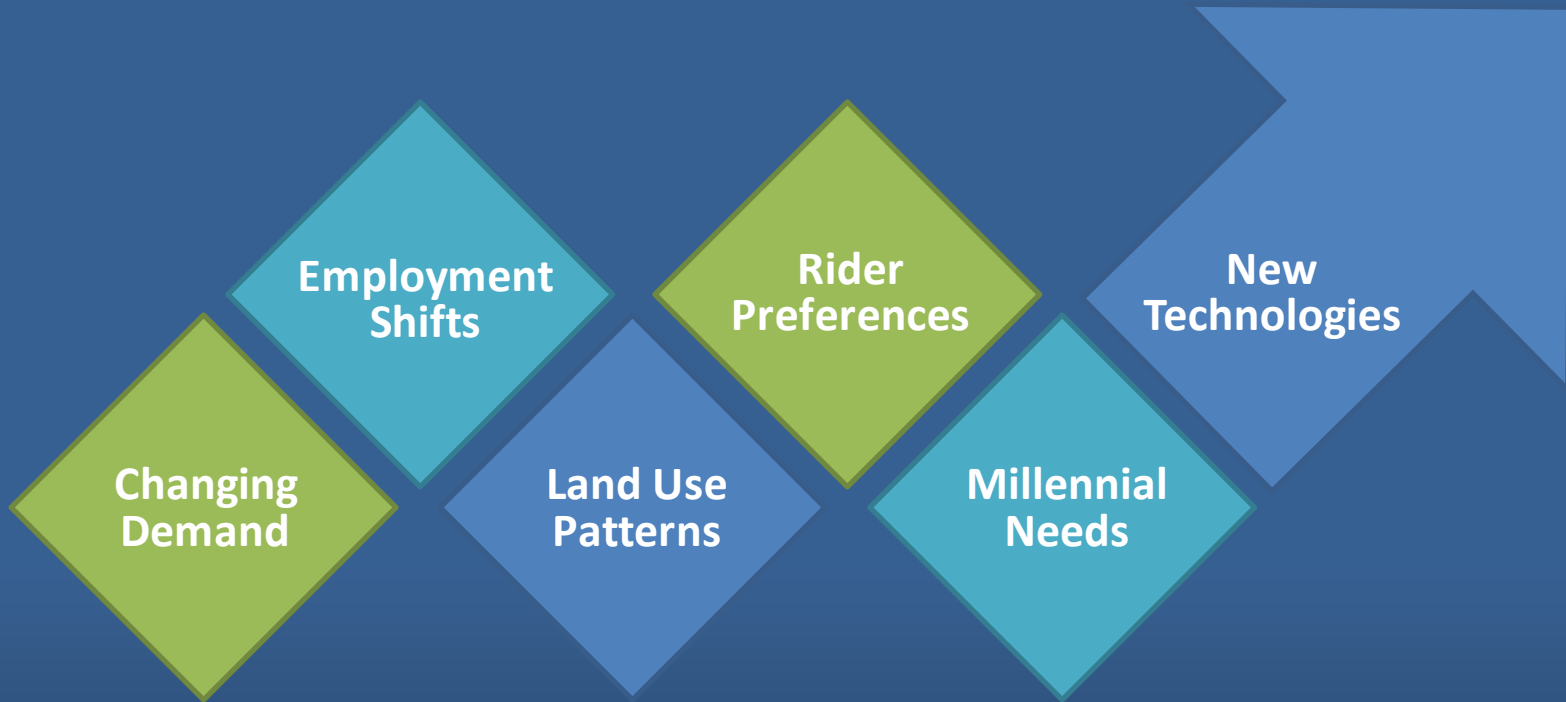 Changing
Demand
Employment
Shifts
Land Use
Patterns
Rider
Preferences
Millennial
Needs
New
Technologies